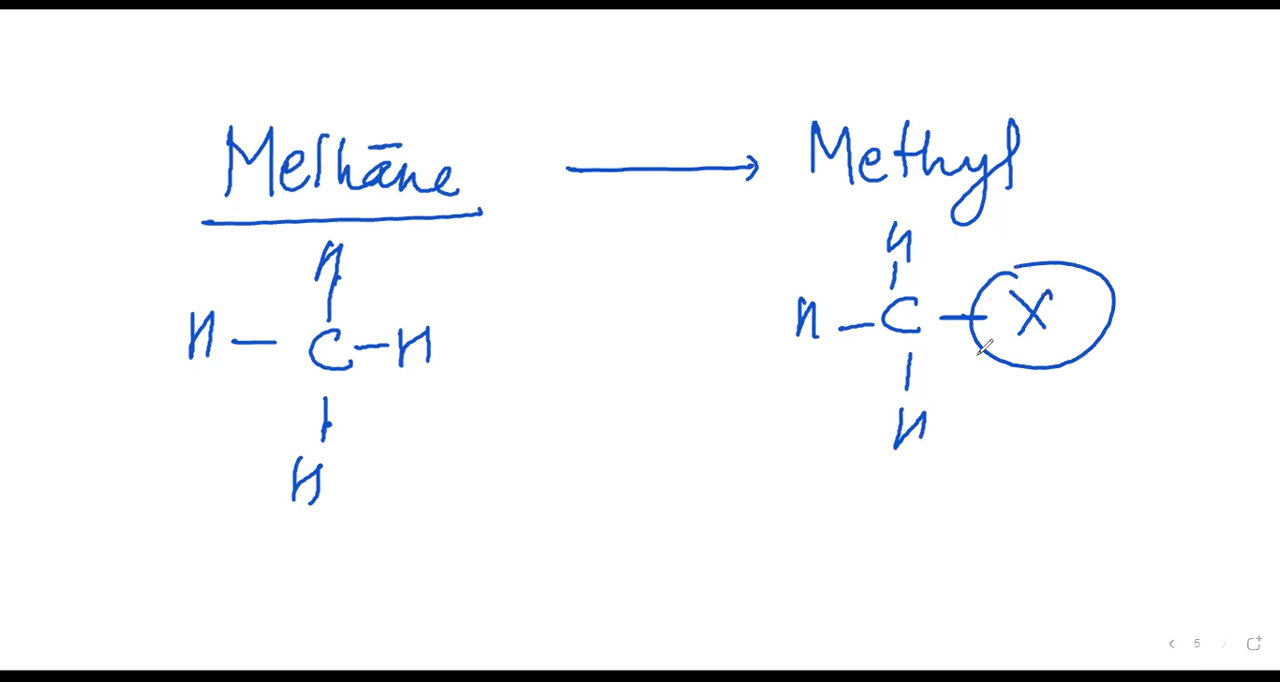 Methane → Methyl
H H
H – C – H H – C – X
H H
5